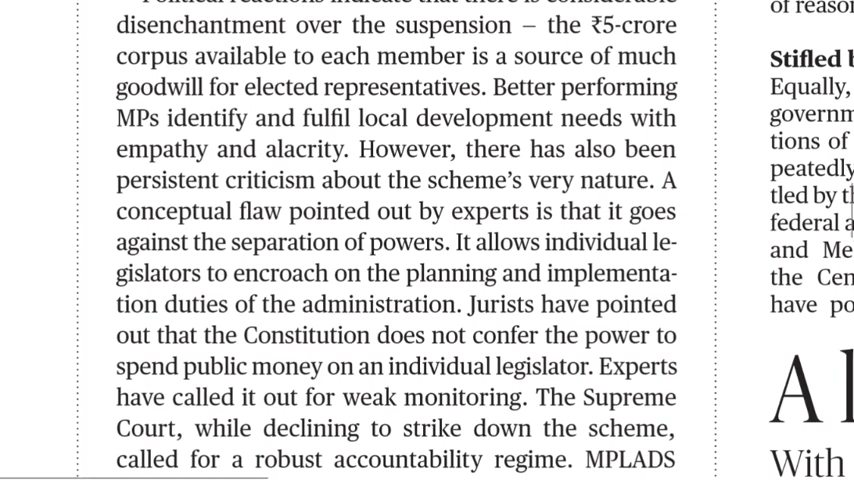 disenchantment over the suspension – the ₹5-crore
corpus available to each member is a source of much
goodwill for elected representatives. Better performing
MPs identify and fulfil local development needs with
empathy and alacrity. However, there has also been
persistent criticism about the scheme's very nature. A
conceptual flaw pointed out by experts is that it goes
against the separation of powers. It allows individual le-
gislators to encroach on the planning and implementa-
tion duties of the administration. Jurists have pointed
out that the Constitution does not confer the power to
spend public money on an individual legislator. Experts
have called it out for weak monitoring. The Supreme
Court, while declining to strike down the scheme,
called for a robust accountability regime. MPLADS
of
Stifled
Equally,
tions of
tled by
federal
and
the
have
A
With